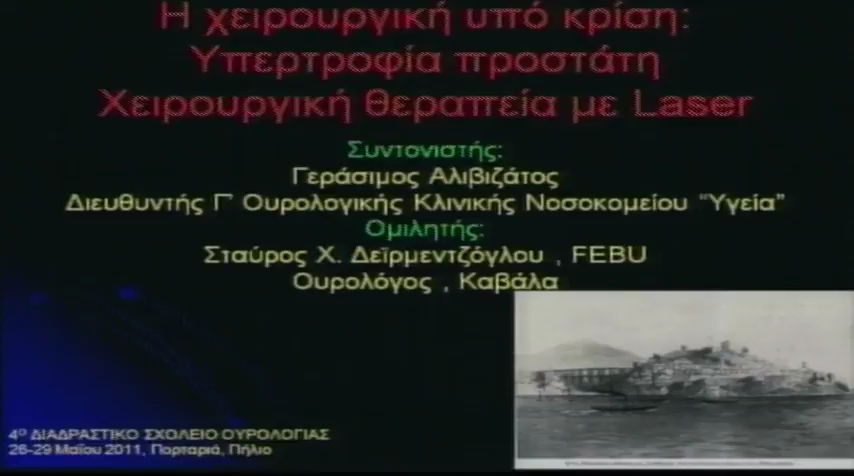 Η χειρουργική υπό κρίση:
Υπερτροφία προστάτη
Χειρουργική θεραπεία με Laser
Συντονιστής:
Γεράσιμος Αλιβιζάτος
Διευθυντής Γ' Ουρολογικής Κλινικής Νοσοκομείου “Υγεία”
Ομιλητής:
Σταύρος Χ. Δεϊρμεντζόγλου , FEBU
Ουρολόγος , Καβάλα
4ο ΔΙΑΔΡΑΣΤΙΚΟ ΣΧΟΛΕΙΟ ΟΥΡΟΛΟΓΙΑΣ
26-29 Μαΐου 2011, Πορταριά, Πήλιο